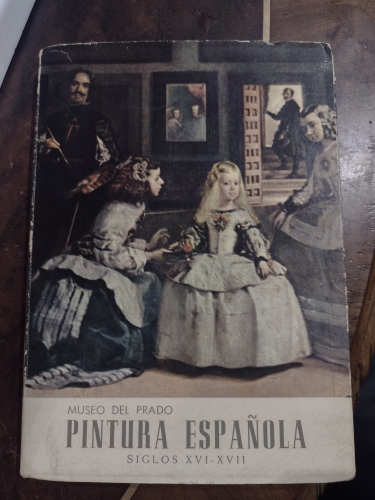 MUSEO DEL PRADO
PINTURA ESPAÑOLA
SIGLOS XVI-XVII